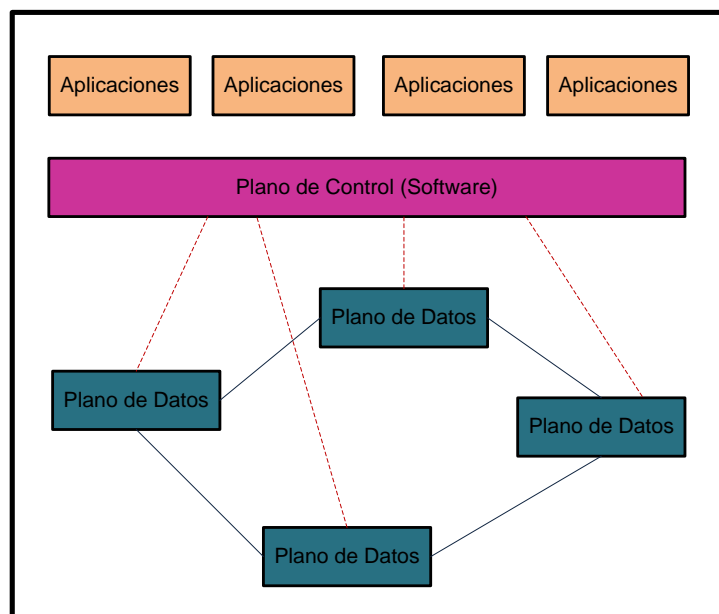 Aplicaciones
Aplicaciones
Aplicaciones
Aplicaciones
Plano de Control (Software)
Plano de Datos
Plano de Datos
Plano de Datos
Plano de Datos